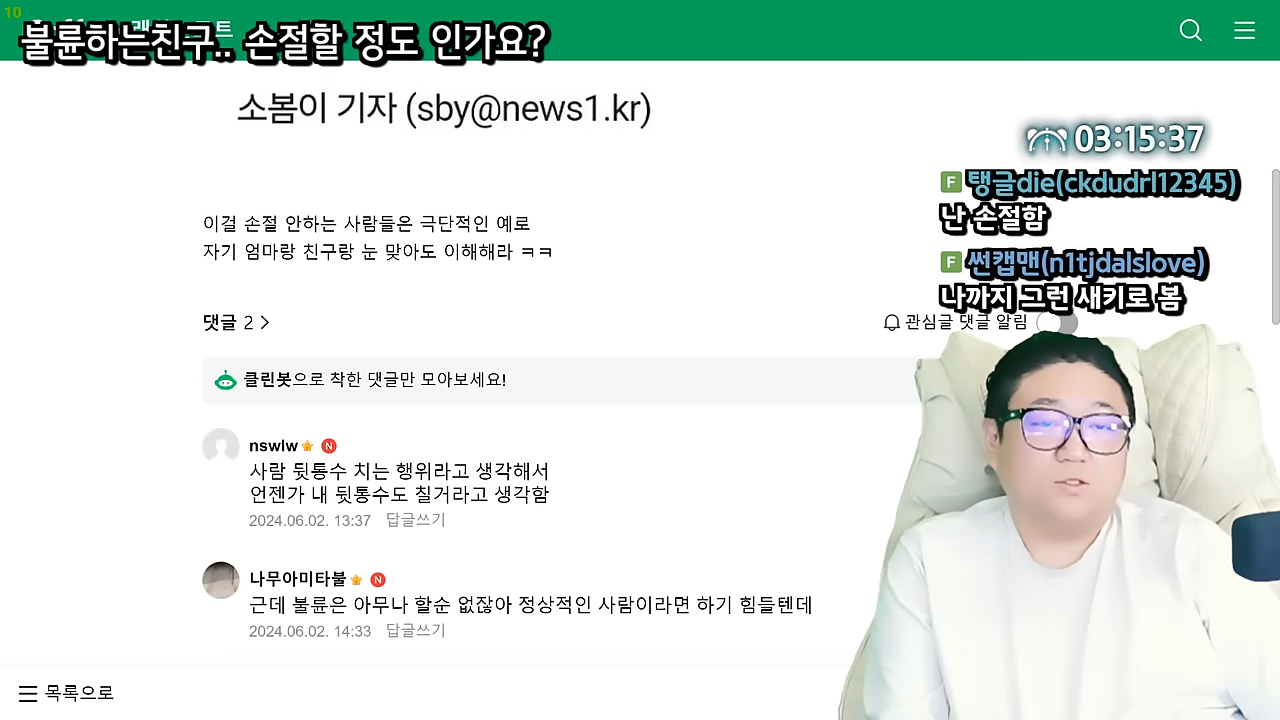 10
불륜하는친구.. 손절할 정도 인가요?
소봄이 기자 (sby@news1.kr)
03:15:37
F 탱글die(ckdudrl12345)
난 손절함
F 썬캡맨(n1tjdalslove)
나까지 그런 새키로 봄
이걸 손절 안하는 사람들은 극단적인 예로
자기 엄마랑 친구랑 눈 맞아도 이해해라 ㅋㅋ
댓글 2
관심글 댓글 알림
클린봇으로 착한 댓글만 모아보세요!
nswlw N
사람 뒷통수 치는 행위라고 생각해서
언젠가 내 뒷통수도 칠거라고 생각함
2024.06.02. 13:37 답글쓰기
나무아미타불 N
근데 불륜은 아무나 할순 없잖아 정상적인 사람이라면 하기 힘들텐데
2024.06.02. 14:33 답글쓰기
목록으로